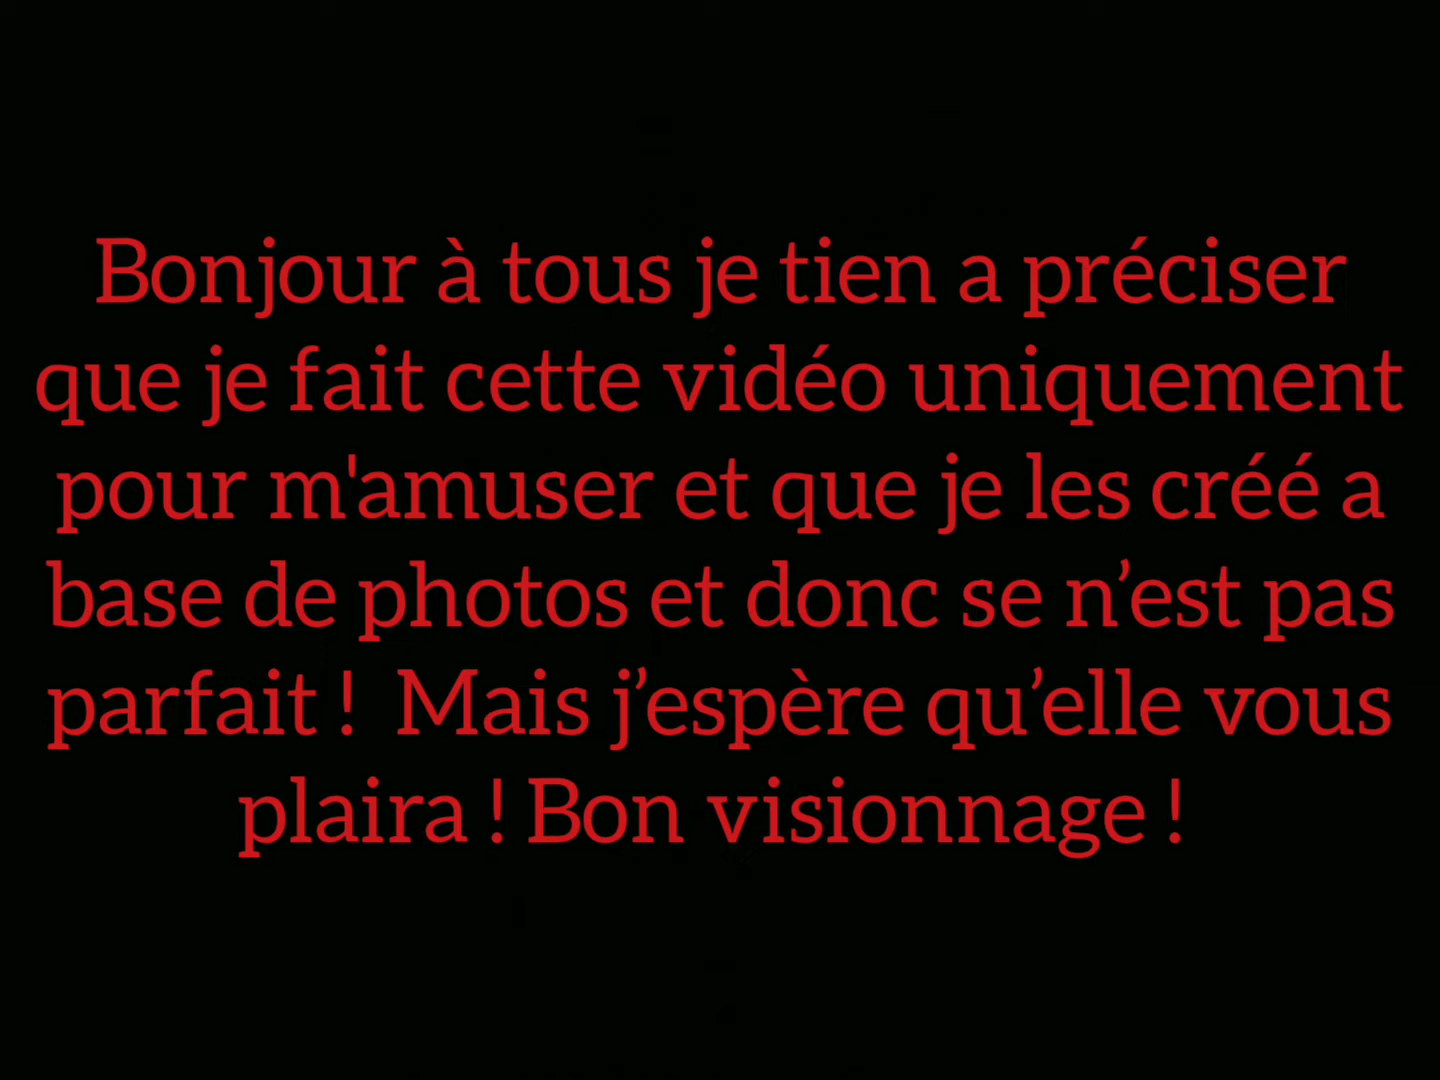 Bonjour à tous je tien a préciser
que je fait cette vidéo uniquement
pour m'amuser et que je les créé a
base de photos et donc se n’est pas
parfait !  Mais j’espère qu’elle vous
plaira ! Bon visionnage !